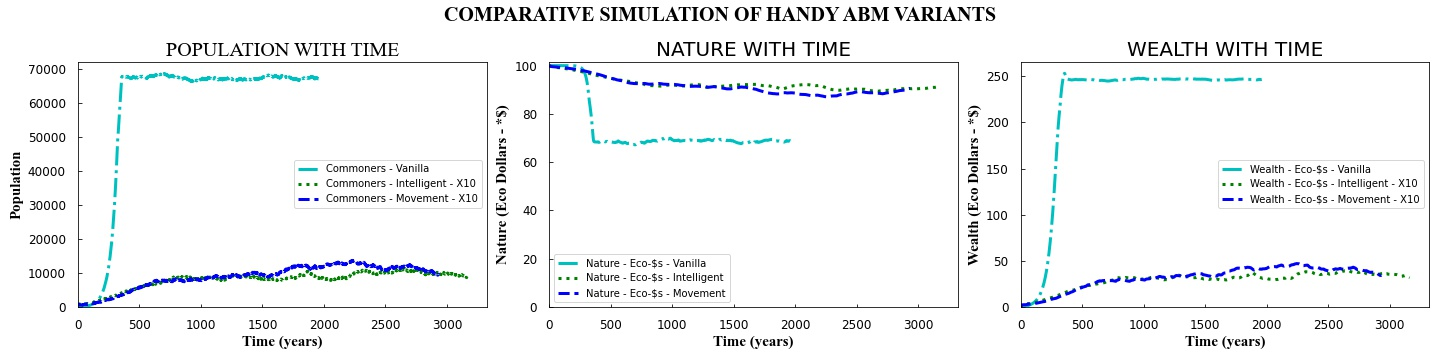 COMPARATIVE SIMULATION OF HANDY ABM VARIANTS
POPULATION WITH TIME
70000
60000
50000
40000
30000
20000
10000
0
Population
Commoners - Vanilla
Commoners - Intelligent - X10
Commoners - Movement - X10
0 500 1000 1500 2000 2500 3000
Time (years)
NATURE WITH TIME
100
80
60
40
20
0
Nature (Eco Dollars - *$)
Nature - Eco-$s - Vanilla
Nature - Eco-$s - Intelligent
Nature - Eco-$s - Movement
0 500 1000 1500 2000 2500 3000
Time (years)
WEALTH WITH TIME
250
200
150
100
50
0
Wealth (Eco Dollars - *$)
Wealth - Eco-$s - Vanilla
Wealth - Eco-$s - Intelligent - X10
Wealth - Eco-$s - Movement - X10
0 500 1000 1500 2000 2500 3000
Time (years)